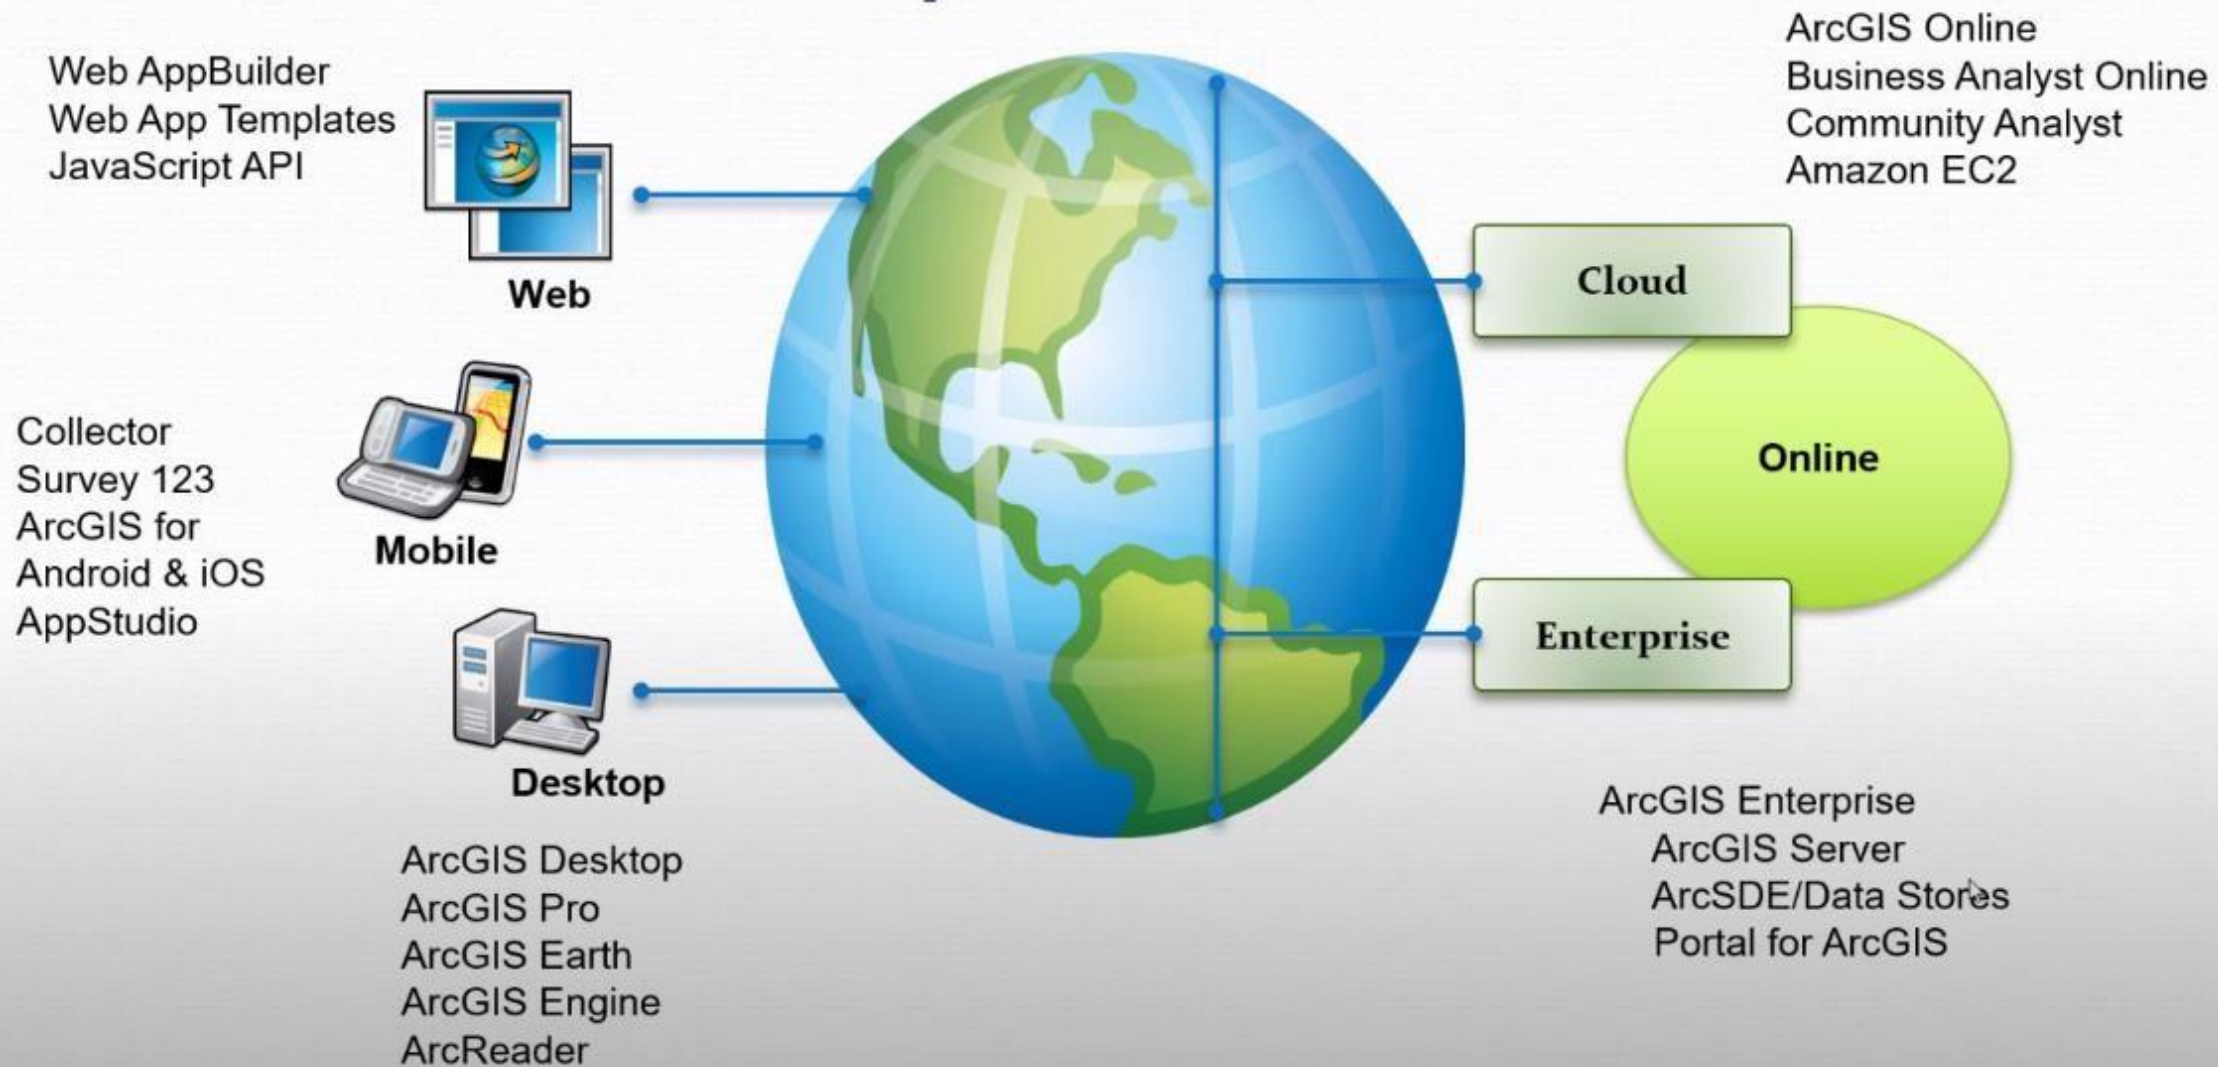 Web AppBuilder
Web App Templates
JavaScript API
Web
Collector
Survey 123
ArcGIS for
Android & iOS
AppStudio
Mobile
Desktop
ArcGIS Desktop
ArcGIS Pro
ArcGIS Earth
ArcGIS Engine
ArcReader
ArcGIS Online
Business Analyst Online
Community Analyst
Amazon EC2
Cloud
Online
Enterprise
ArcGIS Enterprise
ArcGIS Server
ArcSDE/Data Stores
Portal for ArcGIS